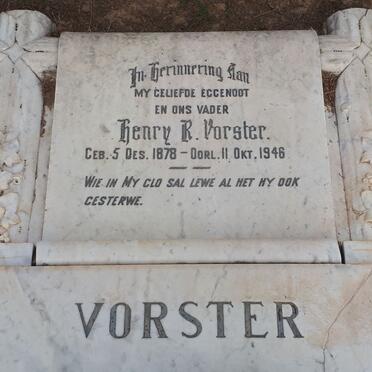 In Herinnering Aan
MY GELIEFDE EGGENOOT
EN ONS VADER
Henry R. Vorster.
GEB. 5 DES. 1878 – OORL. 11 OKT. 1946
WIE IN MY GLO SAL LEWE AL HET HY OOK
GESTERWE.
VORSTER